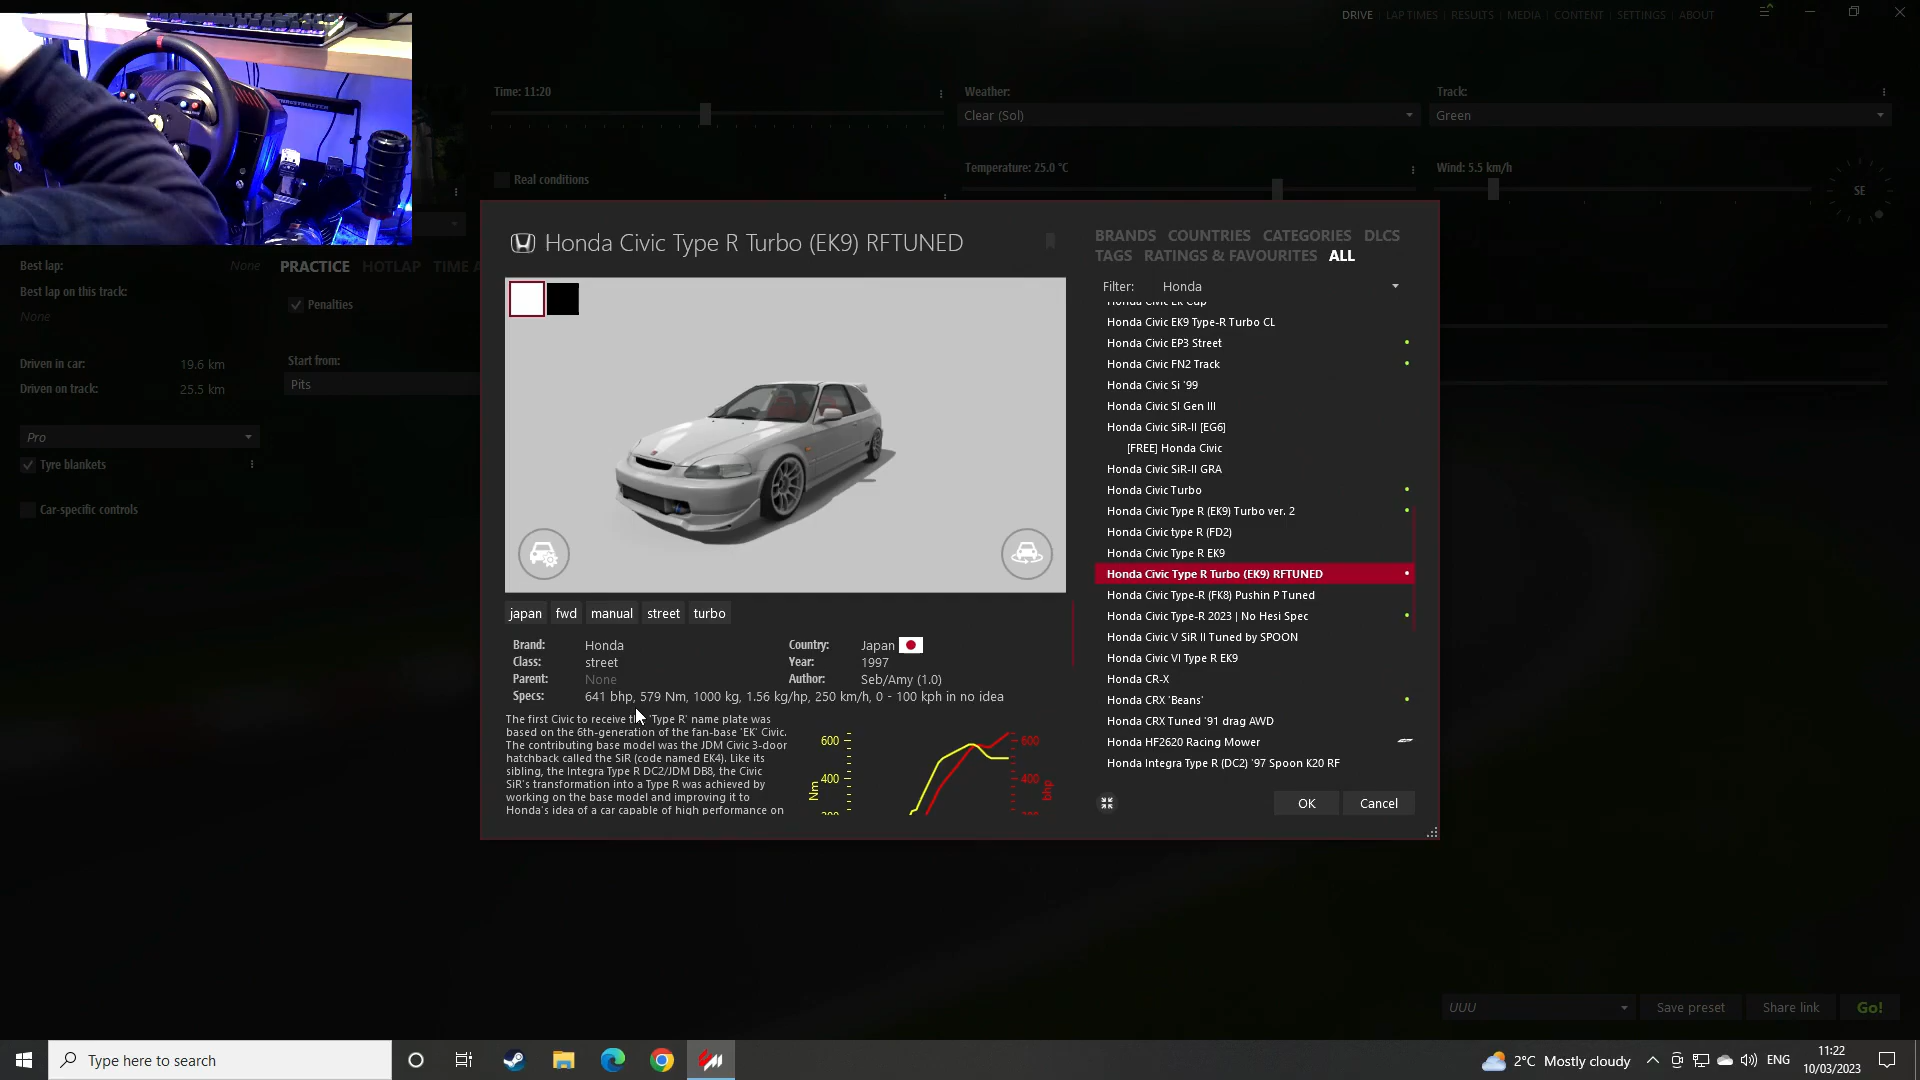 DRIVE | LAP TIMES | RESULTS | MEDIA | CONTENT | SETTINGS | ABOUT
THRUSTMASTER
Time: 11:20
Weather:
Clear (Sol)
Track:
Green
Real conditions
Temperature: 25.0 °C
Wind: 5.5 km/h
SE
Best lap:
None
Best lap on this track:
None
Driven in car:
19.6 km
Driven on track:
25.5 km
Pro
Tyre blankets
Car-specific controls
PRACTICE HOTLAP TIME A
Penalties
Start from:
Pits
Honda Civic Type R Turbo (EK9) RFTUNED
japan fwd manual street turbo
Brand: Honda
Country: Japan
Class: street
Year: 1997
Parent: None
Author: Seb/Amy (1.0)
Specs: 641 bhp, 579 Nm, 1000 kg, 1.56 kg/hp, 250 km/h, 0 - 100 kph in no idea
The first Civic to receive th 'Type R' name plate was
based on the 6th-generation of the fan-base 'EK' Civic.
The contributing base model was the JDM Civic 3-door
hatchback called the SiR (code named EK4). Like its
sibling, the Integra Type R DC2/JDM DB8, the Civic
SiR's transformation into a Type R was achieved by
working on the base model and improving it to
Honda's idea of a car capable of high performance on
600
400
Nm
600
400
bhp
BRANDS COUNTRIES CATEGORIES DLCS
TAGS RATINGS & FAVOURITES ALL
Filter: Honda
Honda Civic Ek Cup
Honda Civic EK9 Type-R Turbo CL
Honda Civic EP3 Street
Honda Civic FN2 Track
Honda Civic Si '99
Honda Civic SI Gen III
Honda Civic SiR-II [EG6]
[FREE] Honda Civic
Honda Civic SiR-II GRA
Honda Civic Turbo
Honda Civic Type R (EK9) Turbo ver. 2
Honda Civic type R (FD2)
Honda Civic Type R EK9
Honda Civic Type R Turbo (EK9) RFTUNED
Honda Civic Type-R (FK8) Pushin P Tuned
Honda Civic Type-R 2023 | No Hesi Spec
Honda Civic V SiR II Tuned by SPOON
Honda Civic VI Type R EK9
Honda CR-X
Honda CRX 'Beans'
Honda CRX Tuned '91 drag AWD
Honda HF2620 Racing Mower
Honda Integra Type R (DC2) '97 Spoon K20 RF
OK
Cancel
UUU
Save preset
Share link
Go!
Type here to search
2°C Mostly cloudy
ENG
11:22
10/03/2023